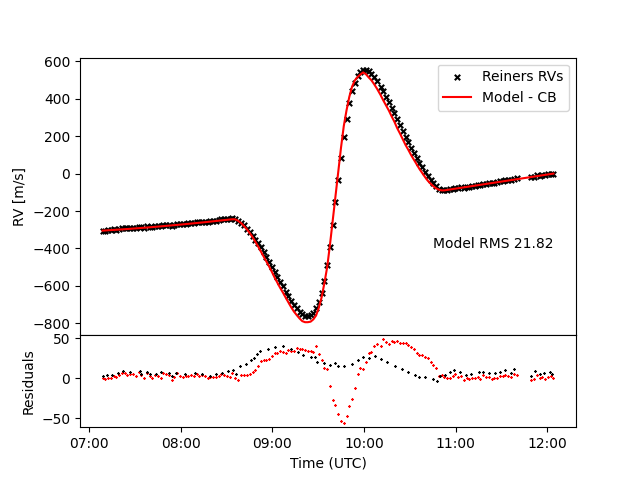 600
400
200
0
−200
−400
−600
−800
RV [m/s]
Reiners RVs
Model - CB
Model RMS 21.82
50
0
−50
Residuals
07:00 08:00 09:00 10:00 11:00 12:00
Time (UTC)